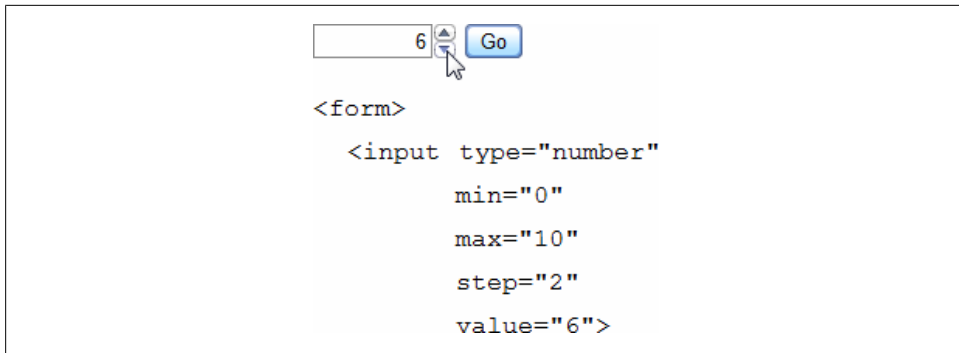 6 Go
<form>
<input type="number"
min="0"
max="10"
step="2"
value="6">